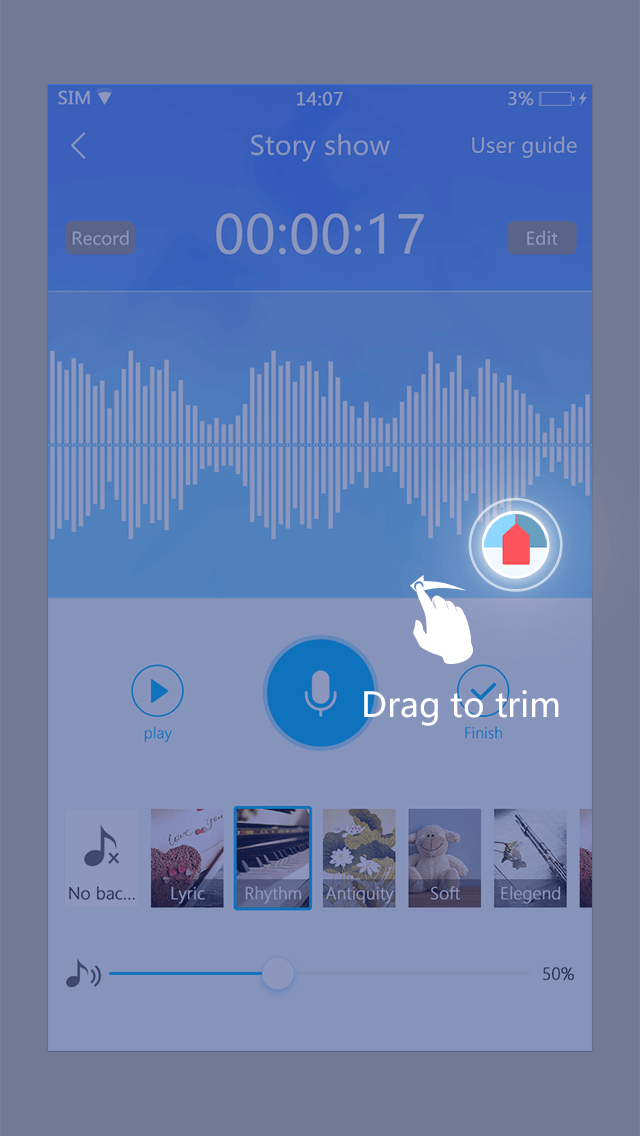 SIM 14:07 3%
Story show User guide
Record 00:00:17 Edit
Drag to trim
play Finish
No bac... Lyric Rhythm Antiquity Soft Elegend
love you
50%